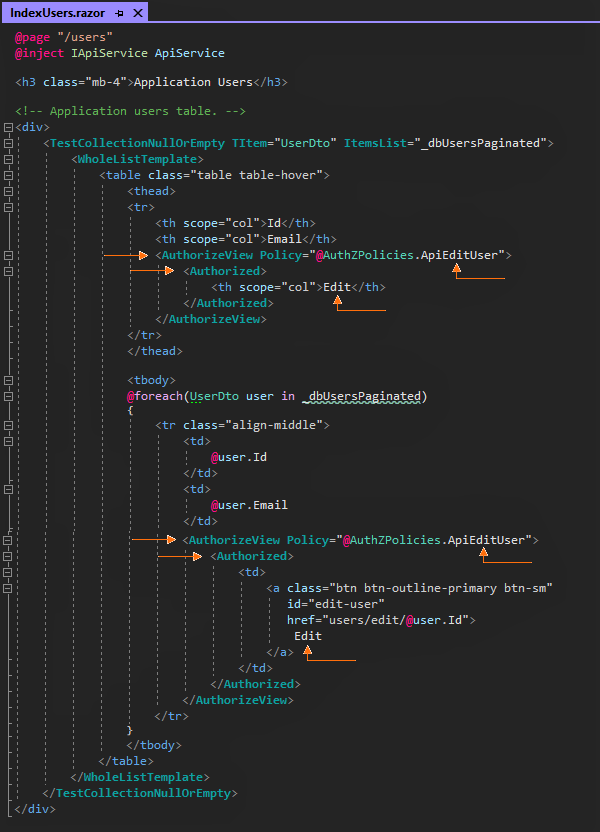 IndexUsers.razor
@page "/users"
@inject IApiService ApiService
<h3 class="mb-4">Application Users</h3>
<!-- Application users table. -->
<div>
    <TestCollectionNullOrEmpty TItem="UserDto" ItemsList="_dbUsersPaginated">
        <WholeListTemplate>
            <table class="table table-hover">
                <thead>
                <tr>
                    <th scope="col">Id</th>
                    <th scope="col">Email</th>
                    <AuthorizeView Policy="@AuthZPolicies.ApiEditUser">
                        <Authorized>
                            <th scope="col">Edit</th>
                        </Authorized>
                    </AuthorizeView>
                </tr>
                </thead>
                <tbody>
                @foreach(UserDto user in _dbUsersPaginated)
                {
                    <tr class="align-middle">
                        <td>
                            @user.Id
                        </td>
                        <td>
                            @user.Email
                        </td>
                        <AuthorizeView Policy="@AuthZPolicies.ApiEditUser">
                            <Authorized>
                                <td>
                                    <a class="btn btn-outline-primary btn-sm"
                                       id="edit-user"
                                       href="users/edit/@user.Id">
                                        Edit
                                    </a>
                                </td>
                            </Authorized>
                        </AuthorizeView>
                    </tr>
                }
                </tbody>
            </table>
        </WholeListTemplate>
    </TestCollectionNullOrEmpty>
</div>